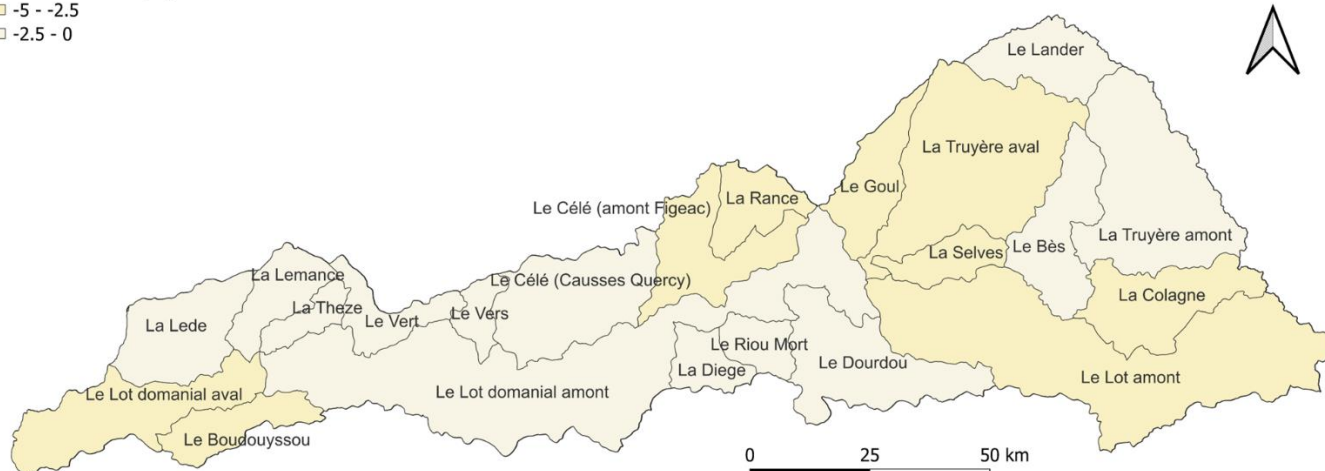 -5 - -2.5
-2.5 - 0
Le Lander
La Truyère aval
Le Goul
La Rance
Le Célé (amont Figeac)
La Truyère amont
Le Bès
La Selves
La Lemance
Le Célé (Causses Quercy)
La Colagne
La Theze
Le Vers
Le Vert
La Lede
Le Riou Mort
Le Dourdou
La Diege
Le Lot amont
Le Lot domanial aval
Le Lot domanial amont
Le Boudouyssou
0 25 50 km